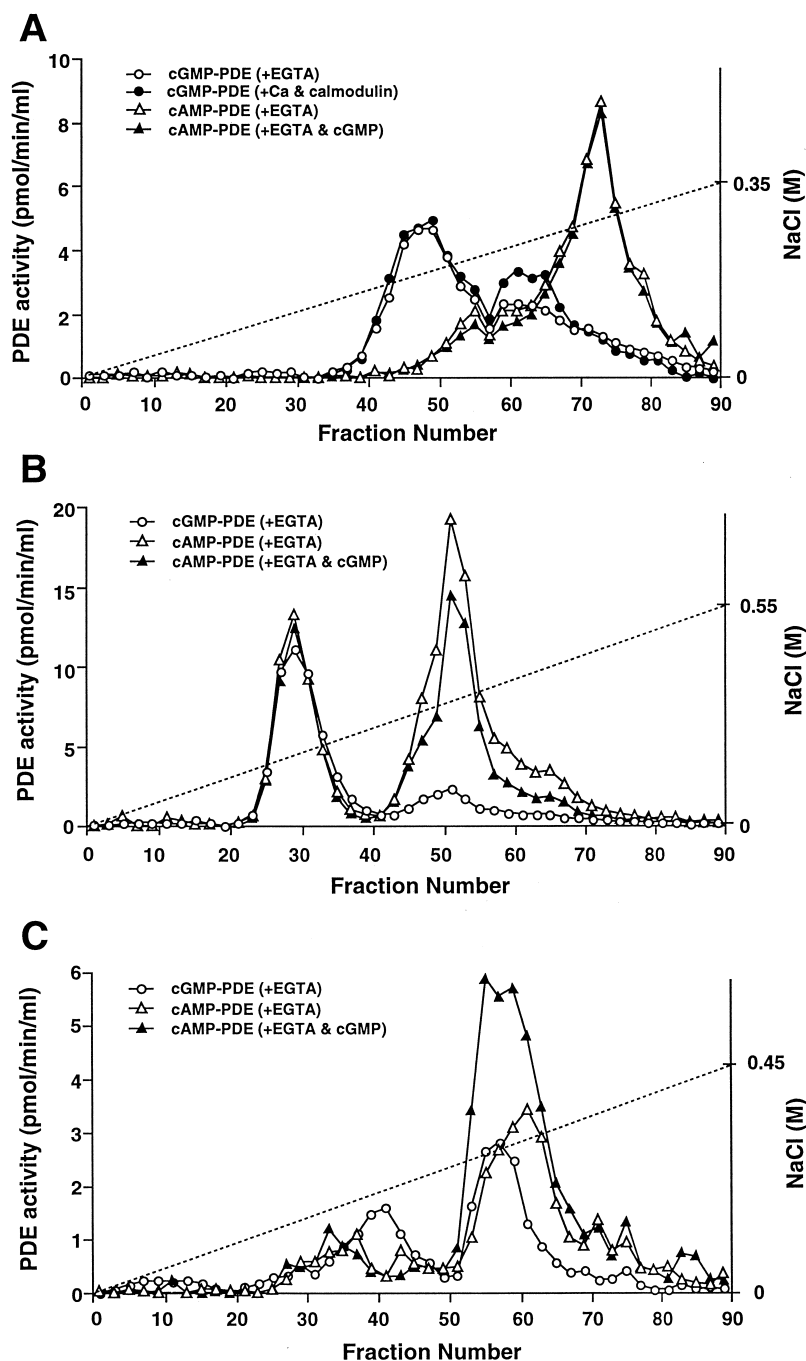 A
PDE activity (pmol/min/ml)
10
8
6
4
2
0
cGMP-PDE (+EGTA)
cGMP-PDE (+Ca & calmodulin)
cAMP-PDE (+EGTA)
cAMP-PDE (+EGTA & cGMP)
0.35
0
NaCl (M)
0 10 20 30 40 50 60 70 80 90
Fraction Number
B
PDE activity (pmol/min/ml)
20
15
10
5
0
cGMP-PDE (+EGTA)
cAMP-PDE (+EGTA)
cAMP-PDE (+EGTA & cGMP)
0.55
0
NaCl (M)
0 10 20 30 40 50 60 70 80 90
Fraction Number
C
PDE activity (pmol/min/ml)
6
5
4
3
2
1
0
cGMP-PDE (+EGTA)
cAMP-PDE (+EGTA)
cAMP-PDE (+EGTA & cGMP)
0.45
0
NaCl (M)
0 10 20 30 40 50 60 70 80 90
Fraction Number